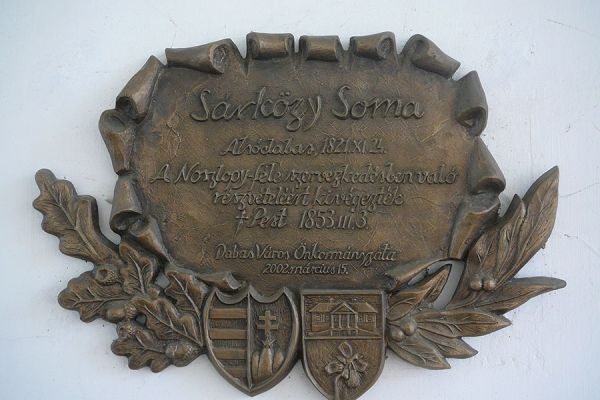 Sárközy Soma
Alsódabas, 1821.XI.2.
A Noszlopy-féle szervezkedésben való
részvételéért kivégezték
† Pest 1853.III.3.
Dabas Város Önkormányzata
2002 március 15.